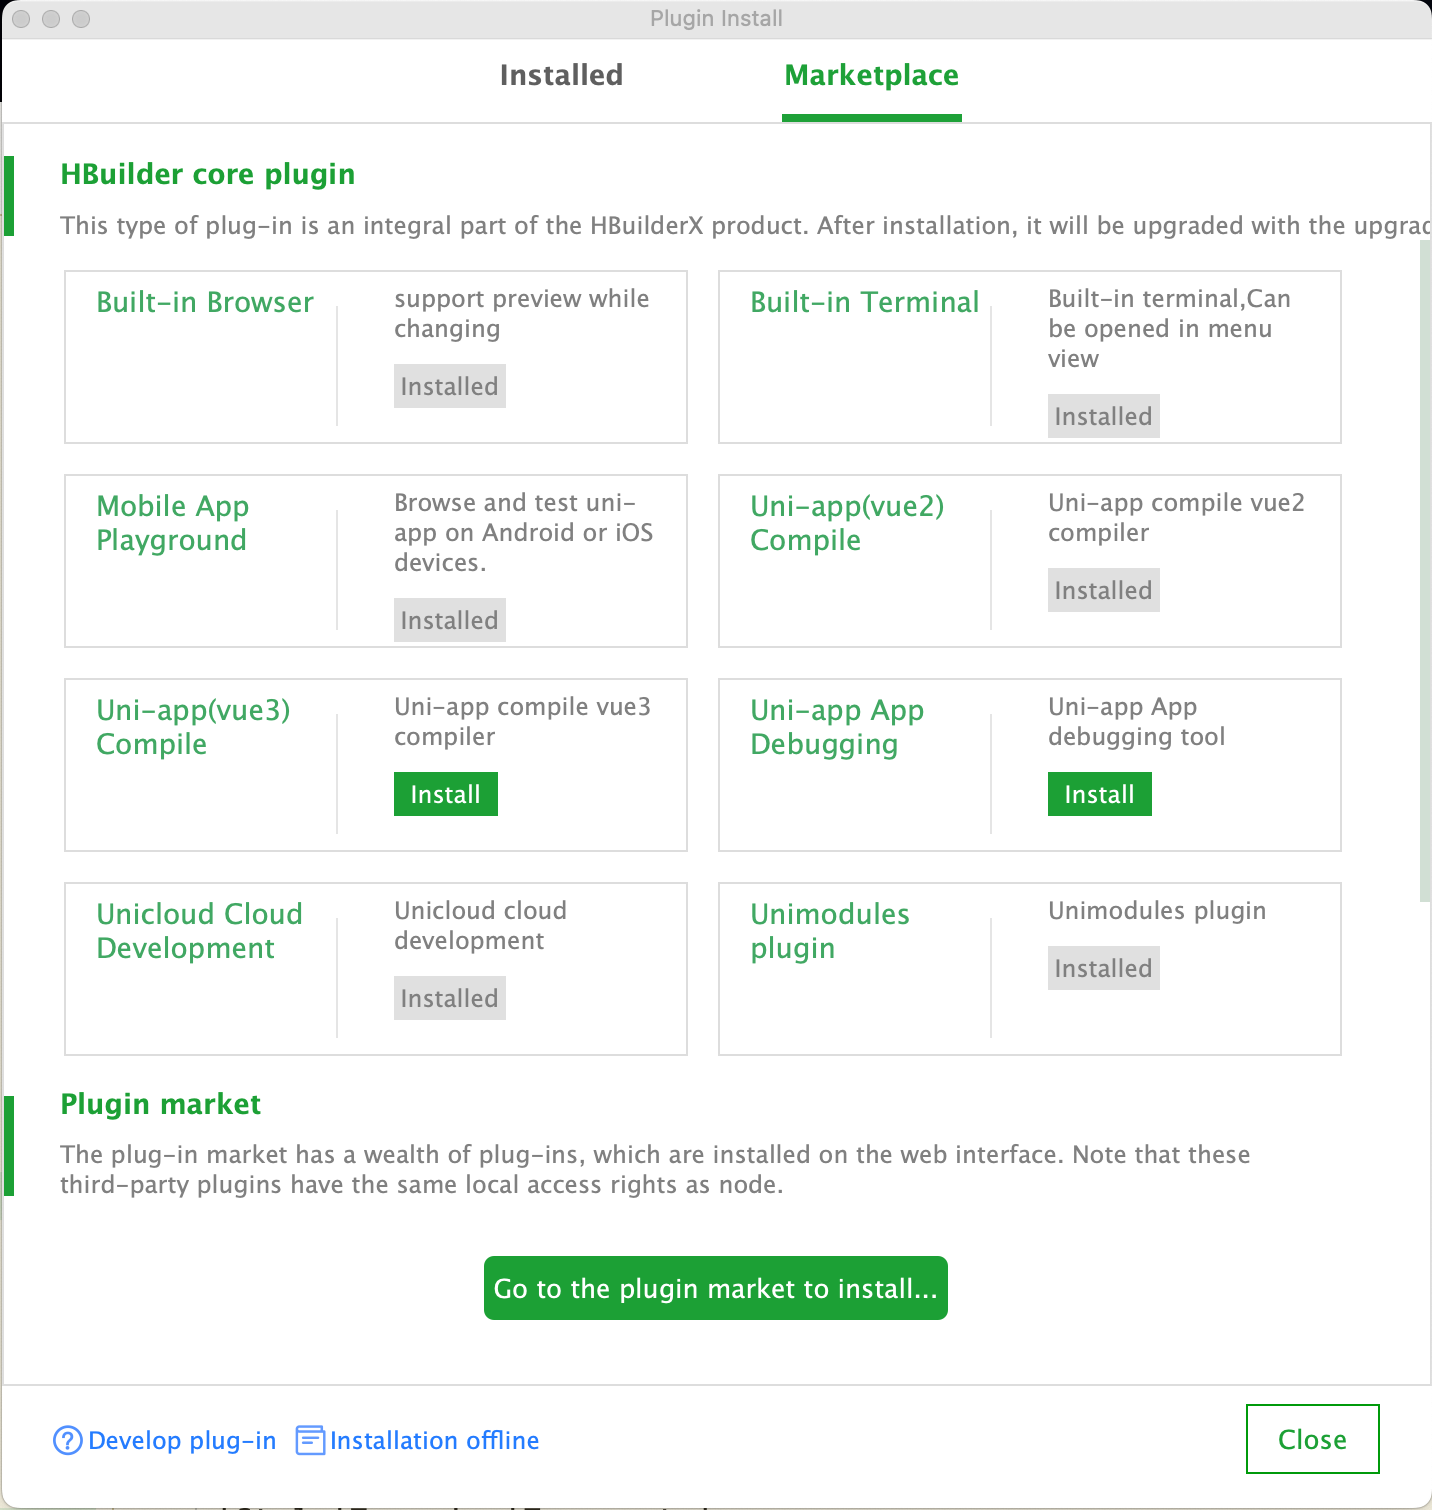 Plugin Install
Installed
Marketplace
HBuilder core plugin
This type of plug-in is an integral part of the HBuilderX product. After installation, it will be upgraded with the
Built-in Browser
support preview while
changing
Installed
Built-in Terminal
Built-in terminal,Can
be opened in menu
view
Installed
Mobile App
Playground
Browse and test uni-
app on Android or iOS
devices.
Installed
Uni-app(vue2)
Compile
Uni-app compile vue2
compiler
Installed
Uni-app(vue3)
Compile
Uni-app compile vue3
compiler
Install
Uni-app App
Debugging
Uni-app App
debugging tool
Install
Unicloud Cloud
Development
Unicloud cloud
development
Installed
Unimodules
plugin
Unimodules plugin
Installed
Plugin market
The plug-in market has a wealth of plug-ins, which are installed on the web interface. Note that these
third-party plugins have the same local access rights as node.
Go to the plugin market to install...
Develop plug-in
Installation offline
Close